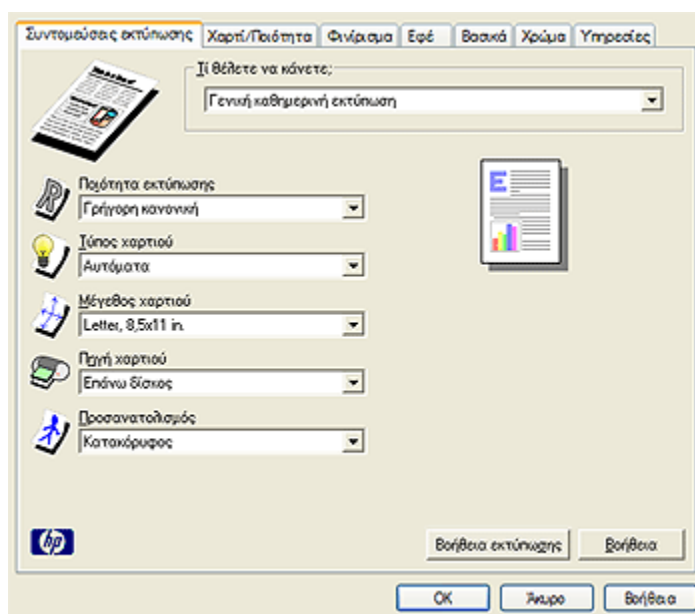 Συντομεύσεις εκτύπωσης Χαρτί/Ποιότητα Φινίρισμα Εφέ Βασικά Χρώμα Υπηρεσίες
Τί θέλετε να κάνετε;
Γενική καθημερινή εκτύπωση
Ποιότητα εκτύπωσης
Γρήγορη κανονική
Τύπος χαρτιού
Αυτόματα
Μέγεθος χαρτιού
Letter, 8,5x11 in.
Πηγή χαρτιού
Επάνω δίσκος
Προσανατολισμός
Κατακόρυφος
hp
Βοήθεια εκτύπωσης Βοήθεια
OK Άκυρο Βοήθεια